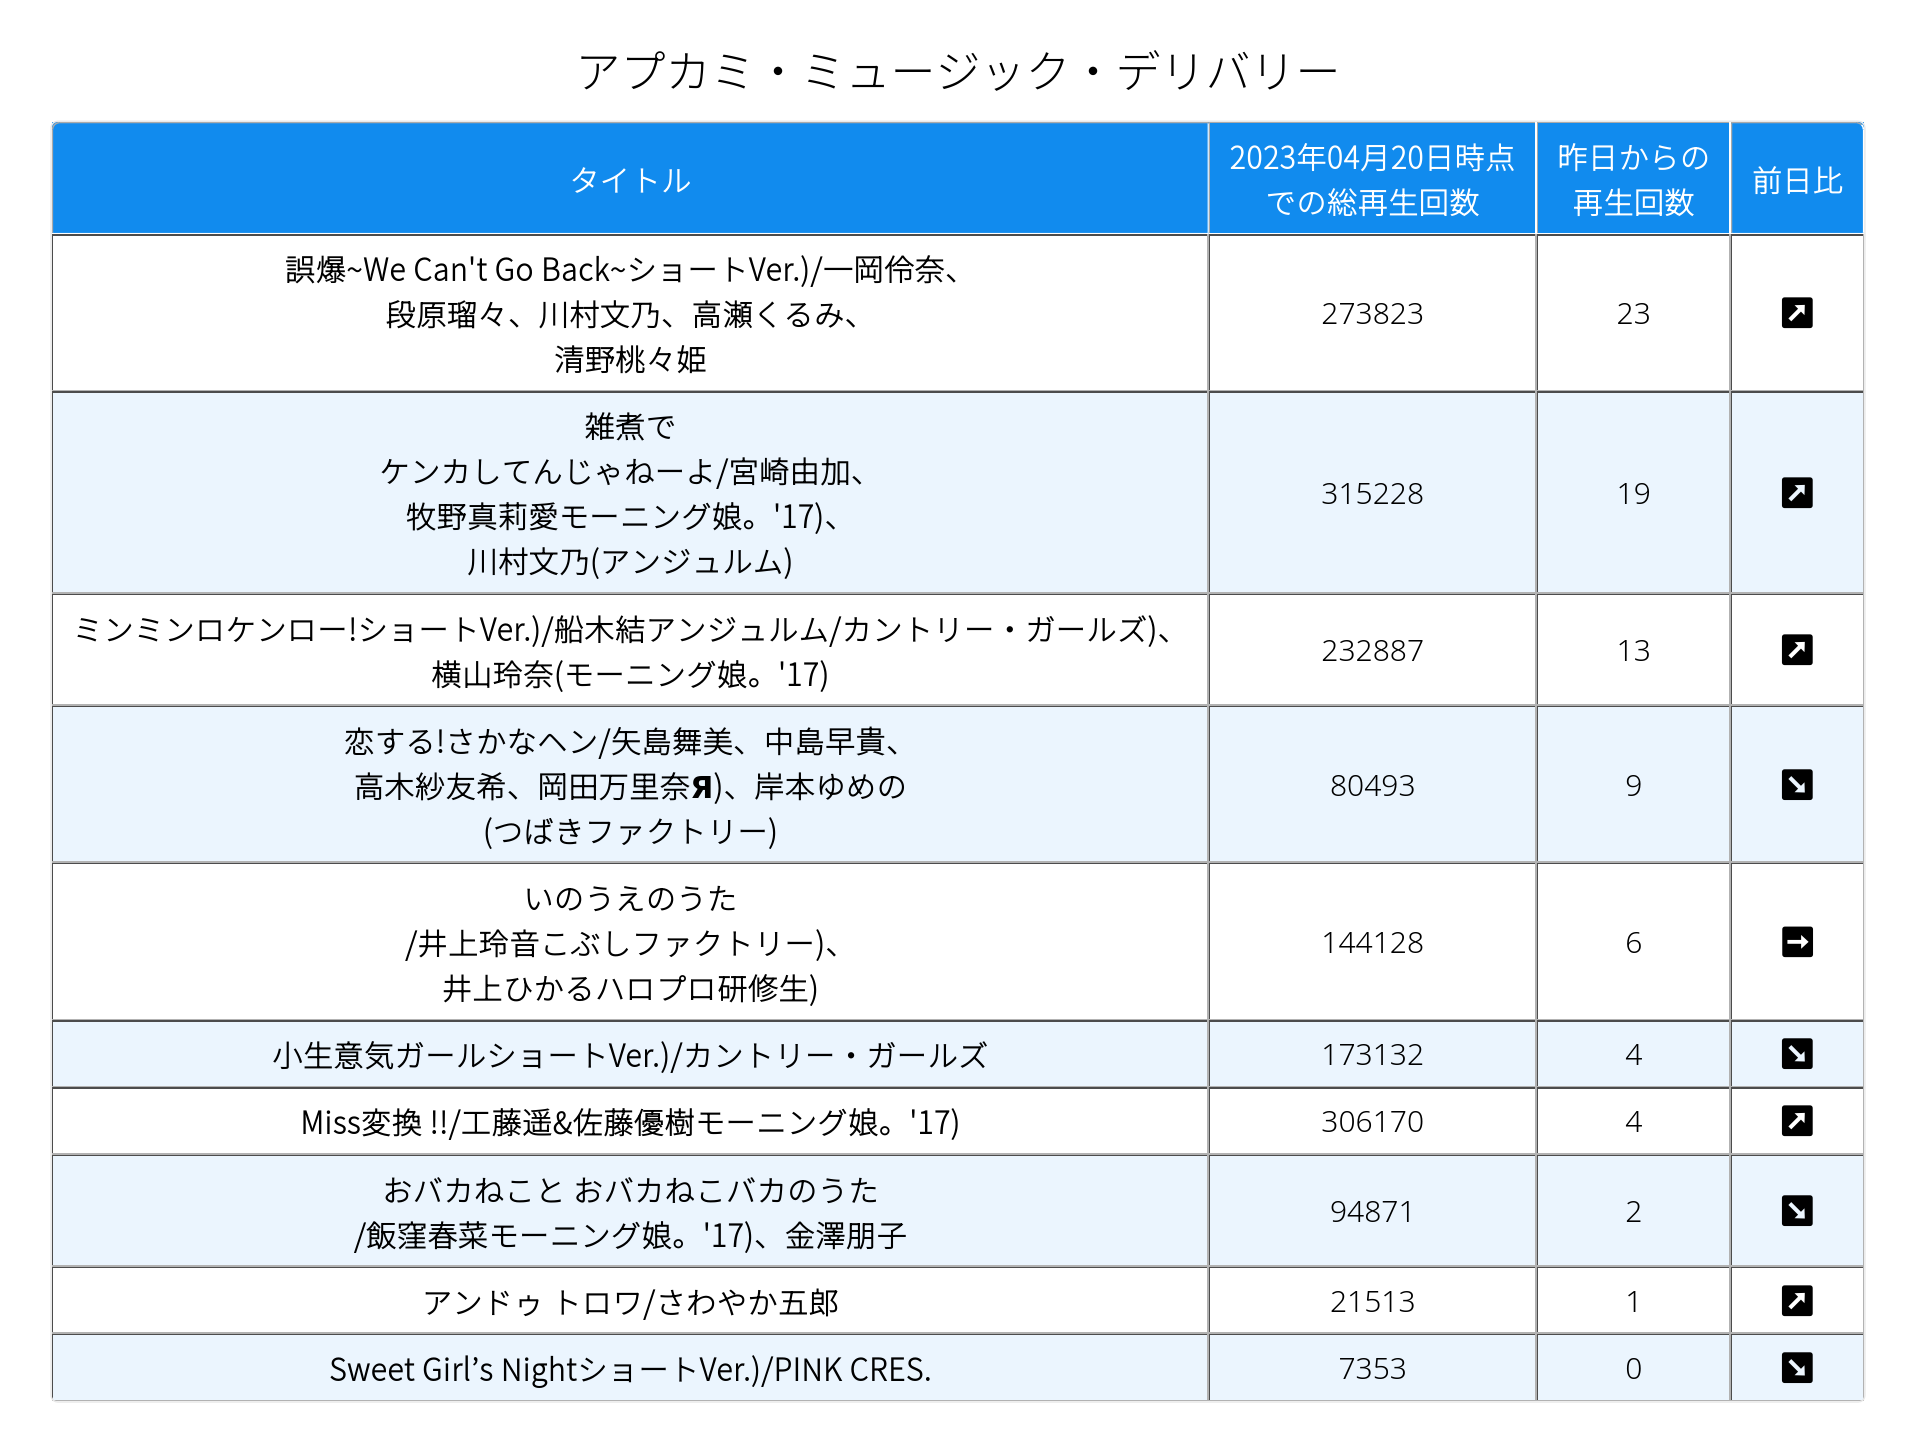 アプカミ・ミュージック・デリバリー
タイトル
2023年04月20日時点
での総再生回数
昨日からの
再生回数
前日比
誤爆~We Can't Go Back~ショートVer.)/一岡伶奈、
段原瑠々、川村文乃、高瀬くるみ、
清野桃々姫
273823
23
雑煮で
ケンカしてんじゃねーよ/宮崎由加、
牧野真莉愛モーニング娘。'17)、
川村文乃(アンジュルム)
315228
19
ミンミンロケンロー!ショートVer.)/船木結アンジュルム/カントリー・ガールズ)、
横山玲奈(モーニング娘。'17)
232887
13
恋する!さかなヘン/矢島舞美、中島早貴、
高木紗友希、岡田万里奈Я)、岸本ゆめの
(つばきファクトリー)
80493
9
いのうえのうた
/井上玲音こぶしファクトリー)、
井上ひかるハロプロ研修生)
144128
6
小生意気ガールショートVer.)/カントリー・ガールズ
173132
4
Miss変換 !!/工藤遥&佐藤優樹モーニング娘。'17)
306170
4
おバカねこと おバカねこバカのうた
/飯窪春菜モーニング娘。'17)、金澤朋子
94871
2
アンドゥ トロワ/さわやか五郎
21513
1
Sweet Girl’s NightショートVer.)/PINK CRES.
7353
0